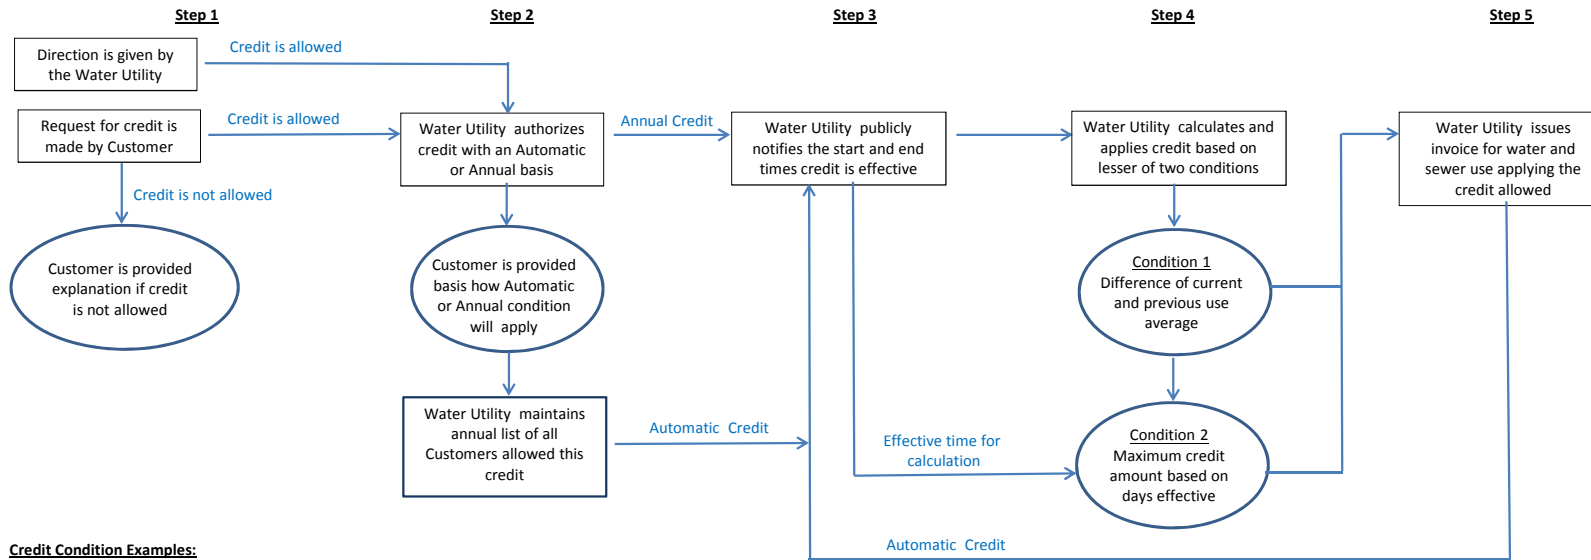 Step 1
Step 2
Step 3
Step 4
Step 5
Direction is given by
the Water Utility
Credit is allowed
Request for credit is
made by Customer
Credit is allowed
Credit is not allowed
Customer is provided
explanation if credit
is not allowed
Water Utility authorizes
credit with an Automatic
or Annual basis
Annual Credit
Customer is provided
basis how Automatic
or Annual condition
will apply
Water Utility maintains
annual list of all
Customers allowed this
credit
Automatic Credit
Water Utility publicly
notifies the start and end
times credit is effective
Effective time for
calculation
Water Utility calculates and
applies credit based on
lesser of two conditions
Condition 1
Difference of current
and previous use
average
Condition 2
Maximum credit
amount based on
days effective
Water Utility issues
invoice for water and
sewer use applying the
credit allowed
Automatic Credit
Credit Condition Examples: